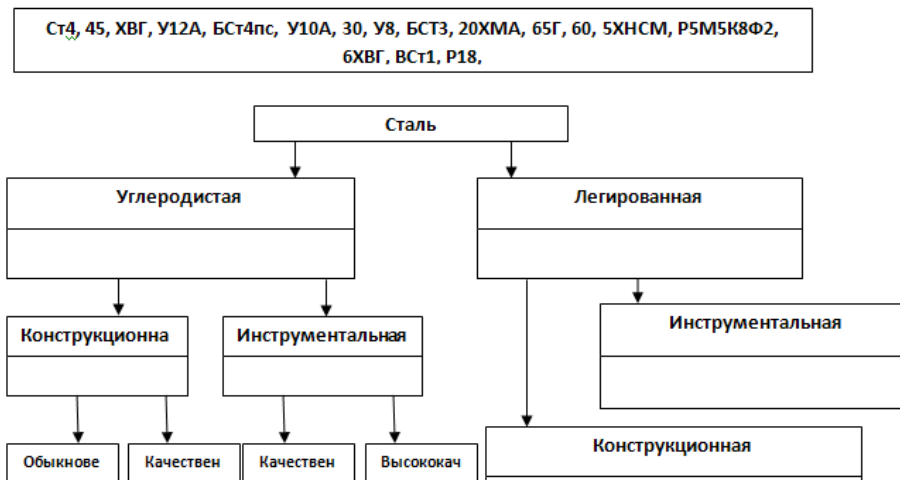 Ст4, 45, ХВГ, У12А, БСт4пс, У10А, 30, У8, БСТ3, 20ХМА, 65Г, 60, 5ХНСМ, Р5М5К8Ф2,
6ХВГ, ВСт1, Р18,
Сталь
Углеродистая
Легированная
Конструкционна
Инструментальная
Инструментальная
Обыкнове
Качествен
Качествен
Высококач
Конструкционная